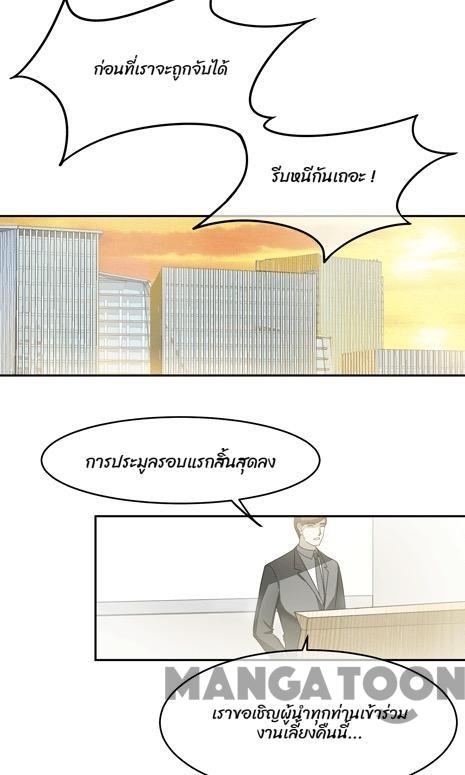 ก่อนที่เราจะถูกจับได้
รีบหนีกันเถอะ !
การประมูลรอบแรกสิ้นสุดลง
MANGATOON
เราขอเชิญผู้นำทุกท่านเข้าร่วม
งานเลี้ยงคืนนี้...